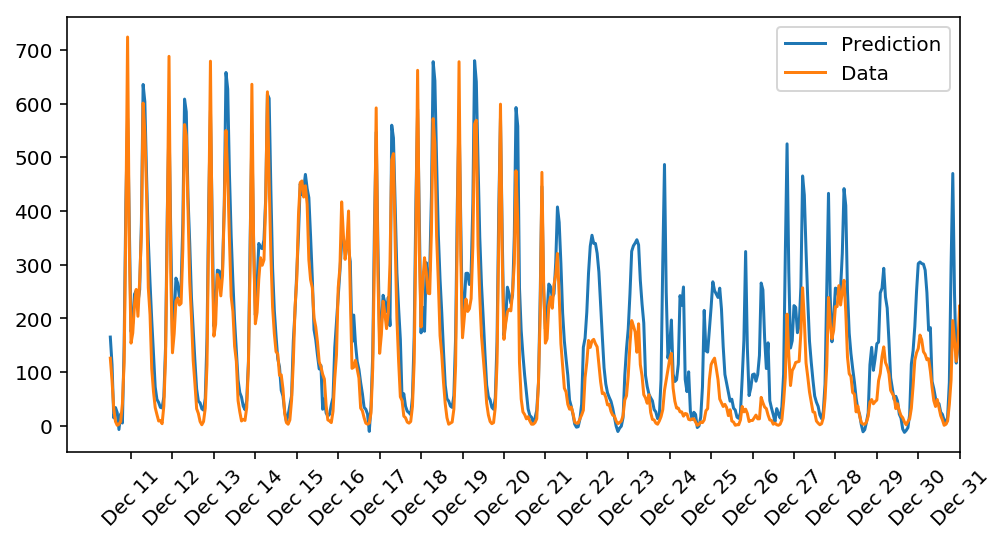 700
600
500
400
300
200
100
0
Prediction
Data
Dec 11
Dec 12
Dec 13
Dec 14
Dec 15
Dec 16
Dec 17
Dec 18
Dec 19
Dec 20
Dec 21
Dec 22
Dec 23
Dec 24
Dec 25
Dec 26
Dec 27
Dec 28
Dec 29
Dec 30
Dec 31